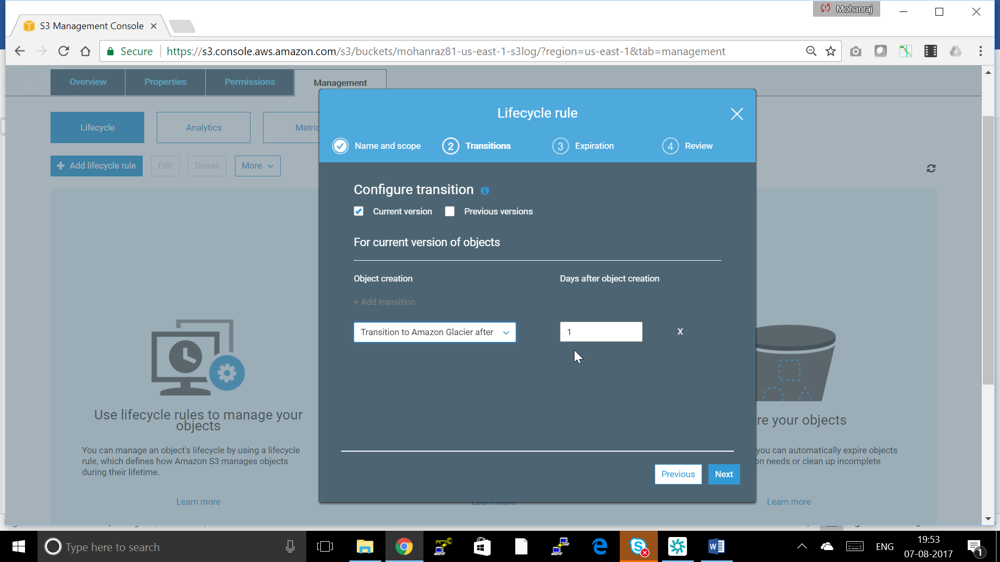 Mohanraj
S3 Management Console
Secure https://s3.console.aws.amazon.com/s3/buckets/mohanraz81-us-east-1-s3log/?region=us-east-1&tab=management
Overview Properties Permissions Management
Lifecycle Analytics Metric
+ Add lifecycle rule Edit Delete More
Lifecycle rule
Name and scope 2 Transitions 3 Expiration 4 Review
Configure transition i
Current version Previous versions
For current version of objects
Object creation Days after object creation
+ Add transition
Transition to Amazon Glacier after 1 X
Previous Next
Use lifecycle rules to manage your
objects
You can manage an object's lifecycle by using a lifecycle
rule, which defines how Amazon S3 manages objects
during their lifetime.
Learn more
Learn more
re your objects
you can automatically expire objects
on needs or clean up incomplete
Learn more
Type here to search
ENG
19:53
07-08-2017
1